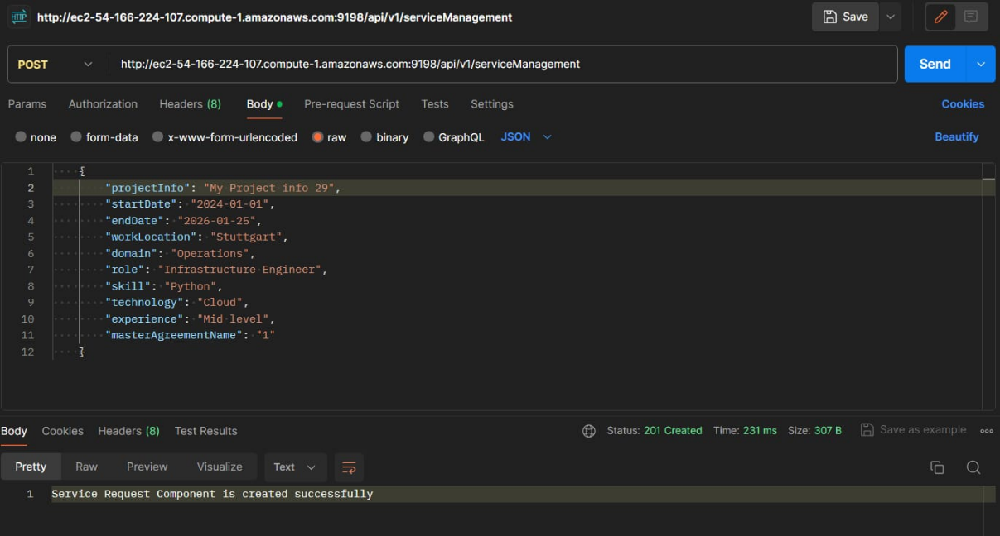 HTTP http://ec2-54-166-224-107.compute-1.amazonaws.com:9198/api/v1/serviceManagement Save
POST http://ec2-54-166-224-107.compute-1.amazonaws.com:9198/api/v1/serviceManagement Send
Params Authorization Headers (8) Body Pre-request Script Tests Settings Cookies
none form-data x-www-form-urlencoded raw binary GraphQL JSON Beautify
1 {
2 "projectInfo": "My Project info 29",
3 "startDate": "2024-01-01",
4 "endDate": "2026-01-25",
5 "workLocation": "Stuttgart",
6 "domain": "Operations",
7 "role": "Infrastructure Engineer",
8 "skill": "Python",
9 "technology": "Cloud",
10 "experience": "Mid level",
11 "masterAgreementName": "1"
12 }
Body Cookies Headers (8) Test Results Status: 201 Created Time: 231 ms Size: 307 B Save as example
Pretty Raw Preview Visualize Text
1 Service Request Component is created successfully